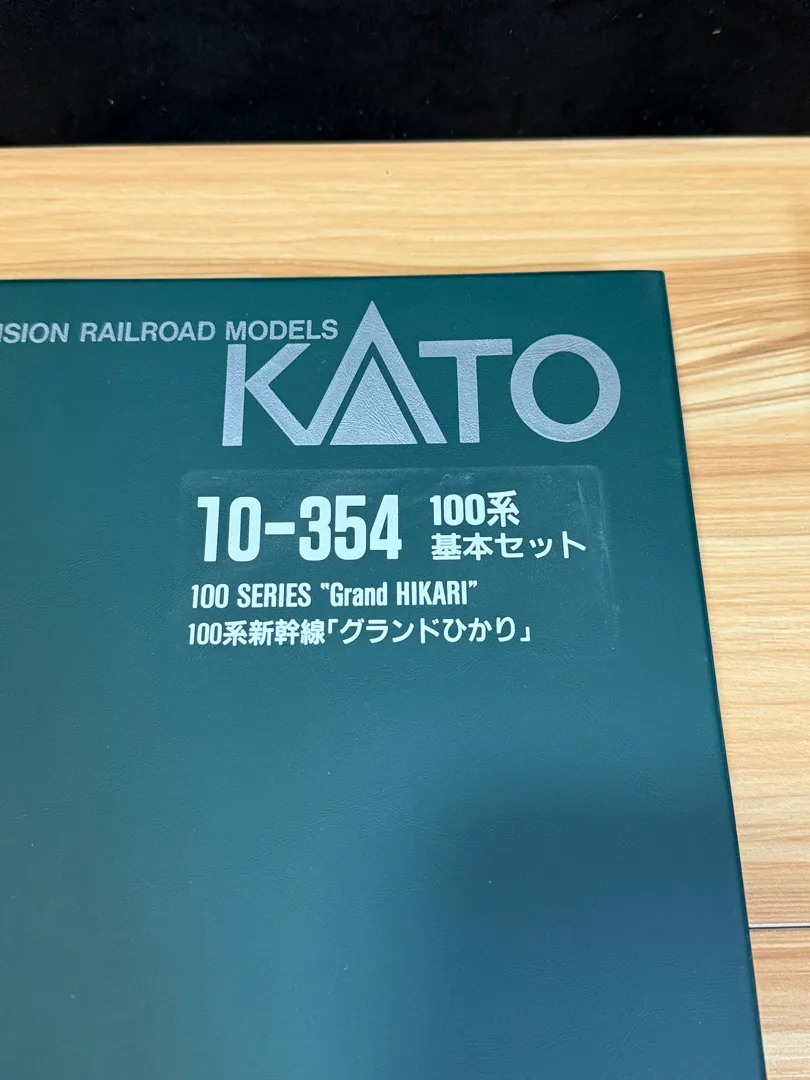 ISION RAILROAD MODELS
KATO
10-354 100系
基本セット
100 SERIES "Grand HIKARI"
100系新幹線「グランドひかり」